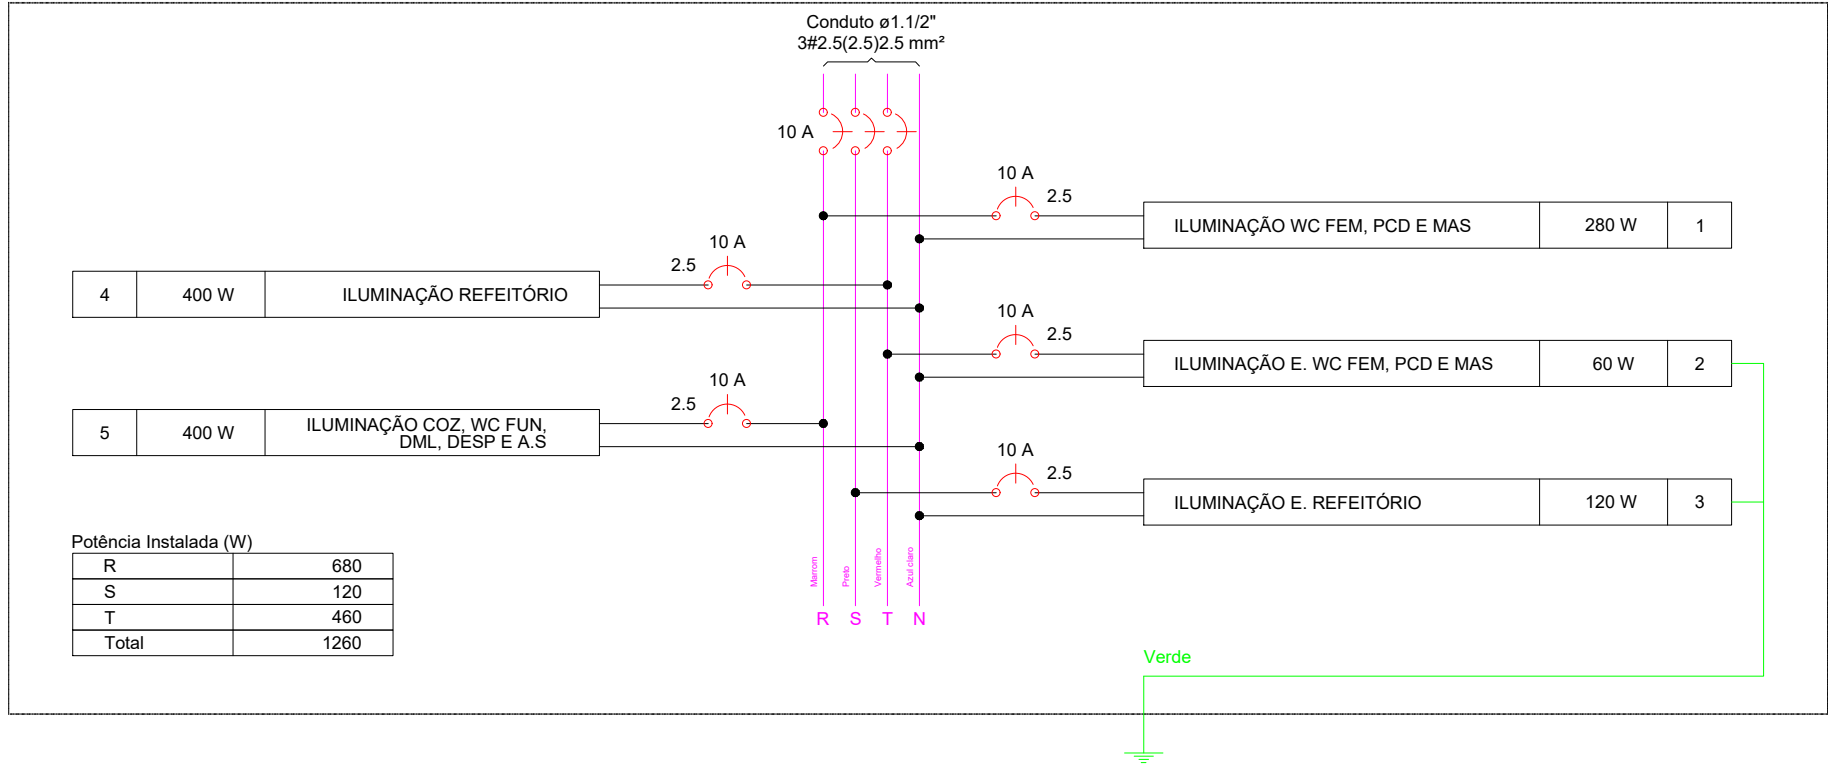 Conduto ø1.1/2"
3#2.5(2.5)2.5 mm²
10 A
10 A
2.5
ILUMINAÇÃO WC FEM, PCD E MAS 280 W 1
10 A
2.5
4 400 W ILUMINAÇÃO REFEITÓRIO
10 A
2.5
ILUMINAÇÃO E. WC FEM, PCD E MAS 60 W 2
10 A
2.5
5 400 W ILUMINAÇÃO COZ, WC FUN,
DML, DESP E A.S
10 A
2.5
ILUMINAÇÃO E. REFEITÓRIO 120 W 3
Potência Instalada (W)
R 680
S 120
T 460
Total 1260
Marrom
Preto
Vermelho
Azul claro
R S T N
Verde